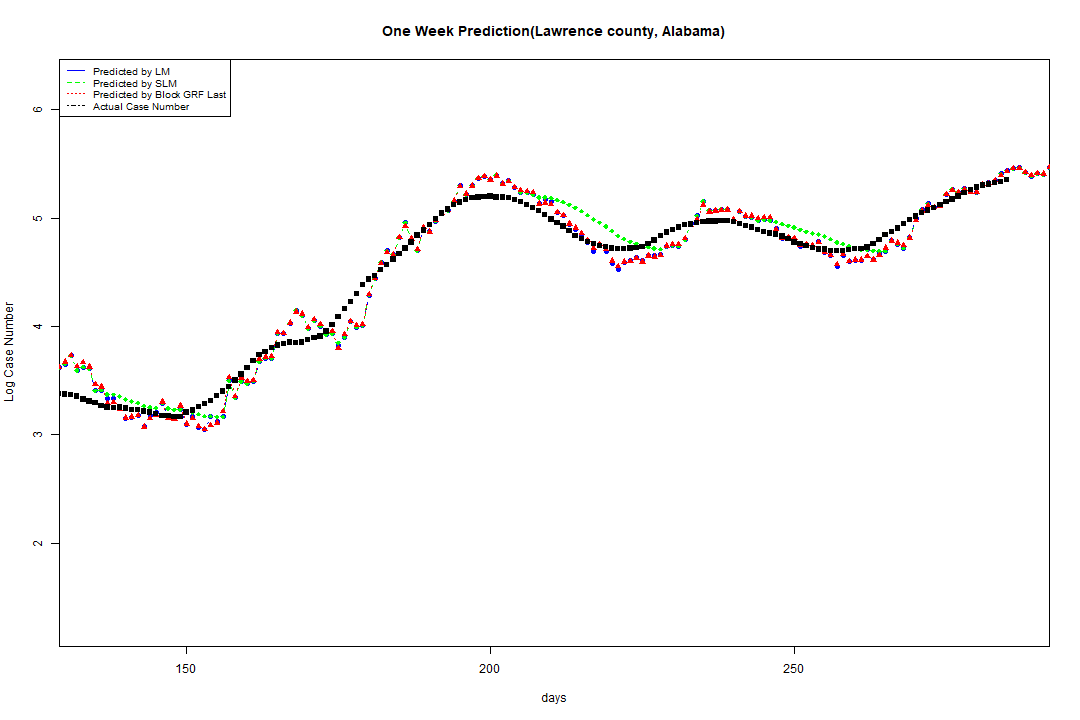 One Week Prediction(Lawrence county, Alabama)
Predicted by LM
Predicted by SLM
Predicted by Block GRF Last
Actual Case Number
6
5
4
3
2
Log Case Number
150 200 250
days